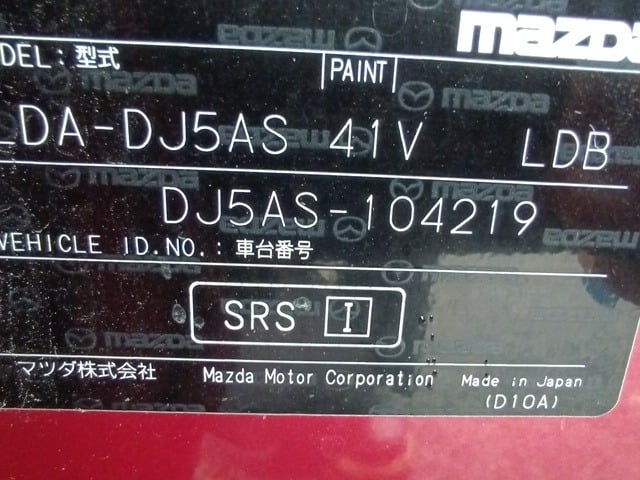 mazda
DEL: 型式 PAINT
LDA-DJ5AS 41V LDB
DJ5AS-104219
VEHICLE ID.NO.: 車台番号
SRS I
マツダ株式会社 Mazda Motor Corporation Made in Japan
(D10A)